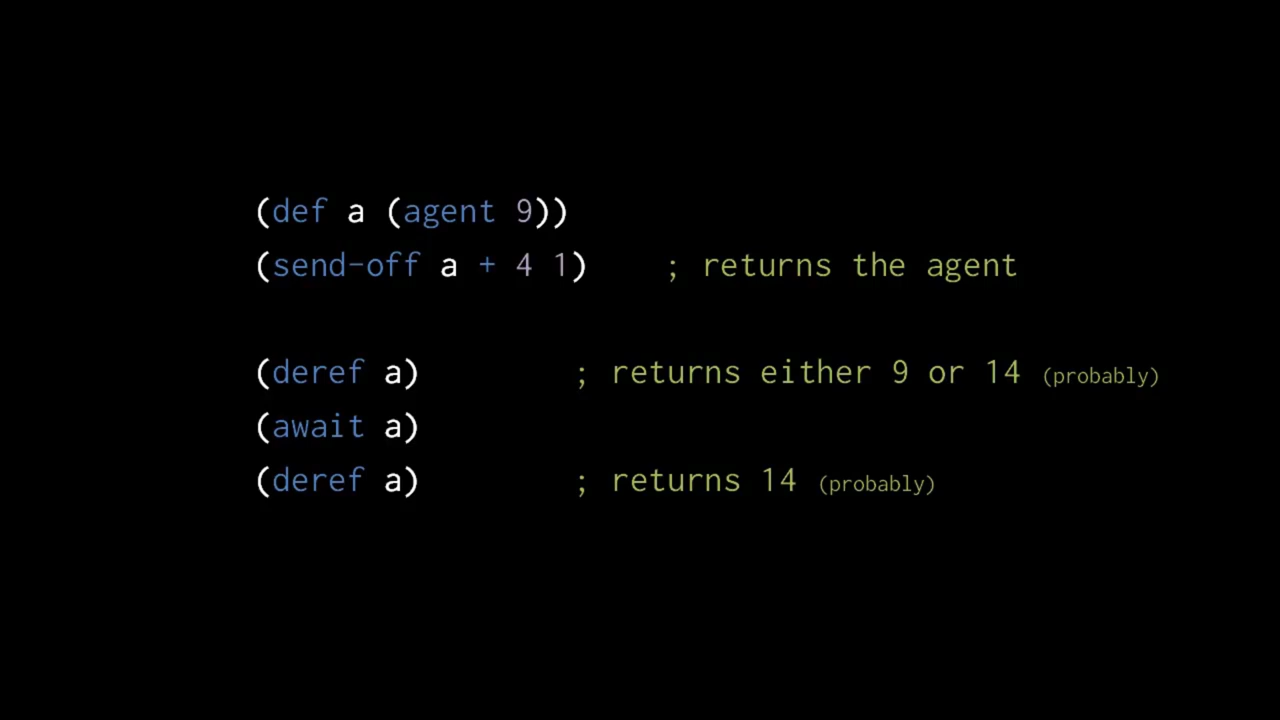 (def a (agent 9))
(send-off a + 4 1)    ; returns the agent
(deref a)         ; returns either 9 or 14 (probably)
(await a)
(deref a)         ; returns 14 (probably)